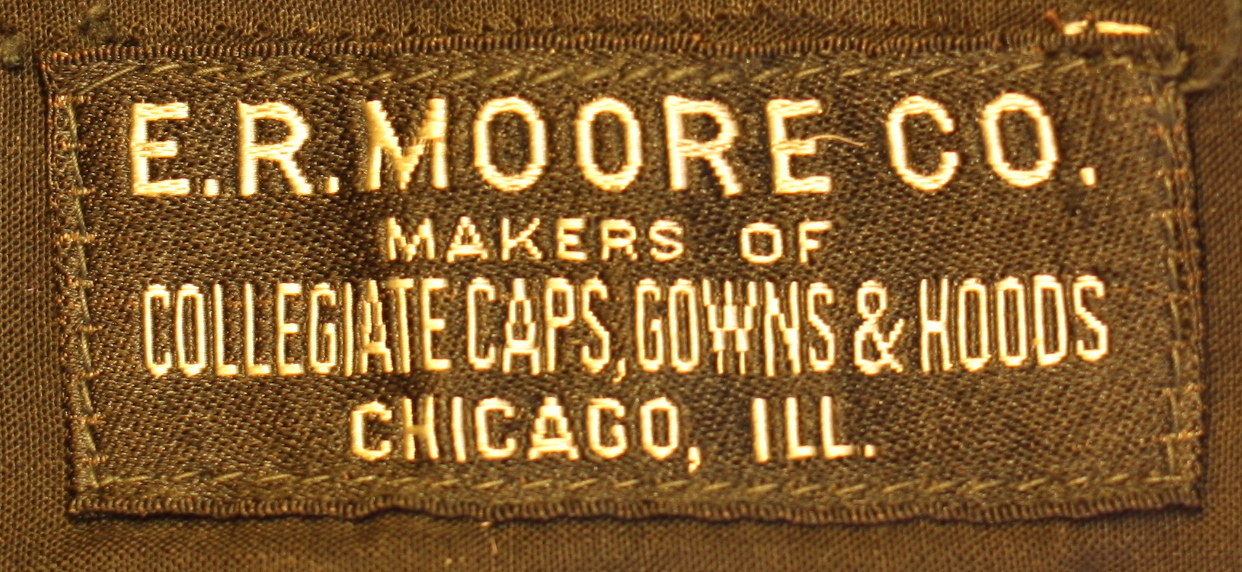 E.R. MOORE CO.
MAKERS OF
COLLEGIATE CAPS, GOWNS & HOODS
CHICAGO, ILL.